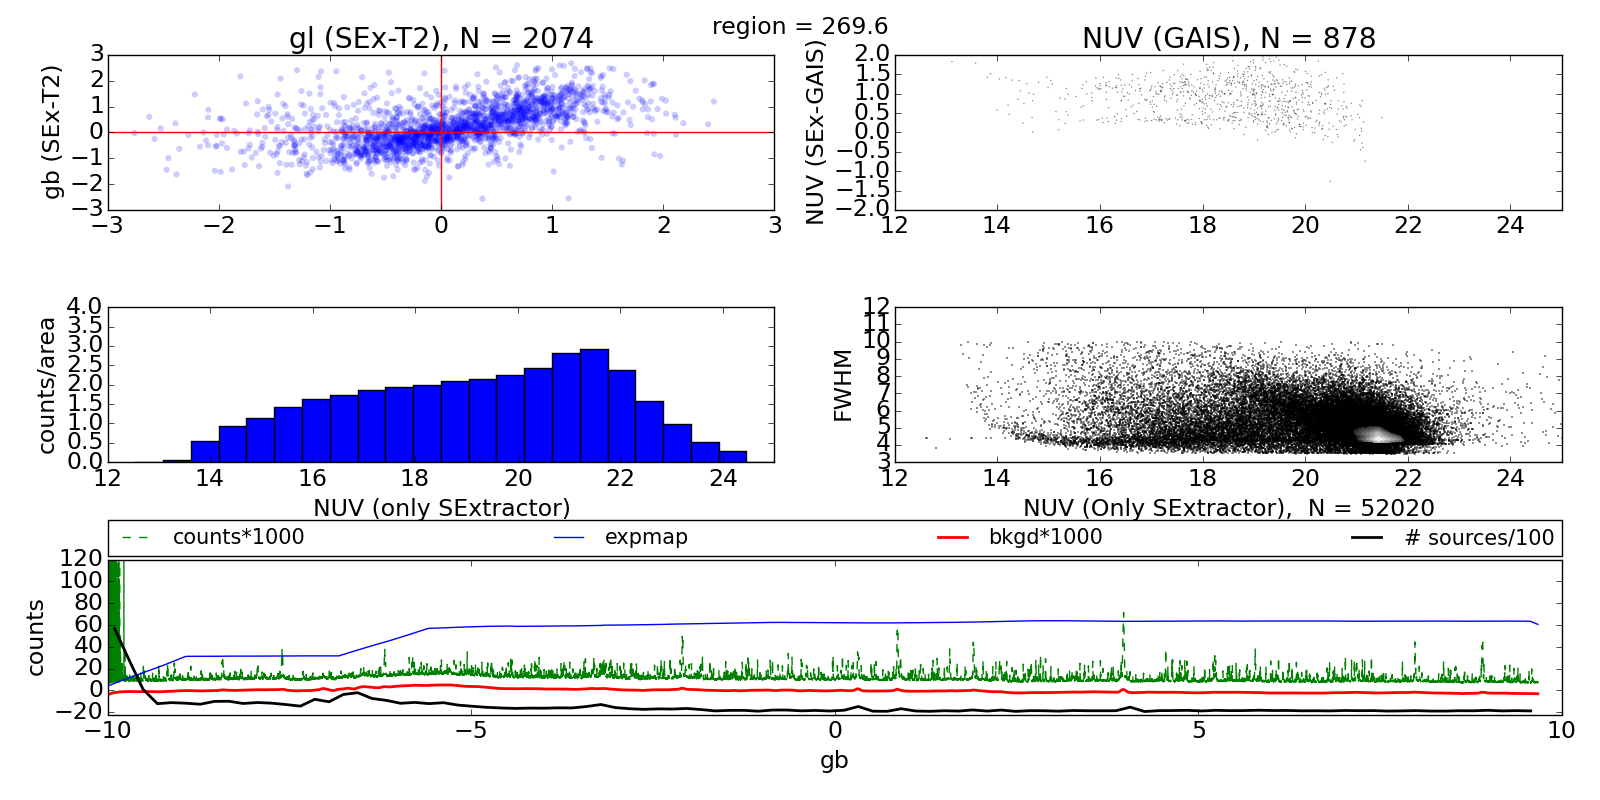 region = 269.6
gl (SEx-T2), N = 2074
NUV (GAIS), N = 878
gb (SEx-T2)
3
2
1
0
−1
−2
−3
−3 −2 −1 0 1 2 3
NUV (SEx-GAIS)
2.0
1.5
1.0
0.5
0.0
−0.5
−1.0
−1.5
−2.0
12 14 16 18 20 22 24
counts/area
4.0
3.5
3.0
2.5
2.0
1.5
1.0
0.5
0.0
12 14 16 18 20 22 24
NUV (only SExtractor)
FWHM
12
11
10
9
8
7
6
5
4
3
12 14 16 18 20 22 24
NUV (Only SExtractor), N = 52020
counts*1000 expmap bkgd*1000 # sources/100
counts
120
100
80
60
40
20
0
−20
−10 −5 0 5 10
gb